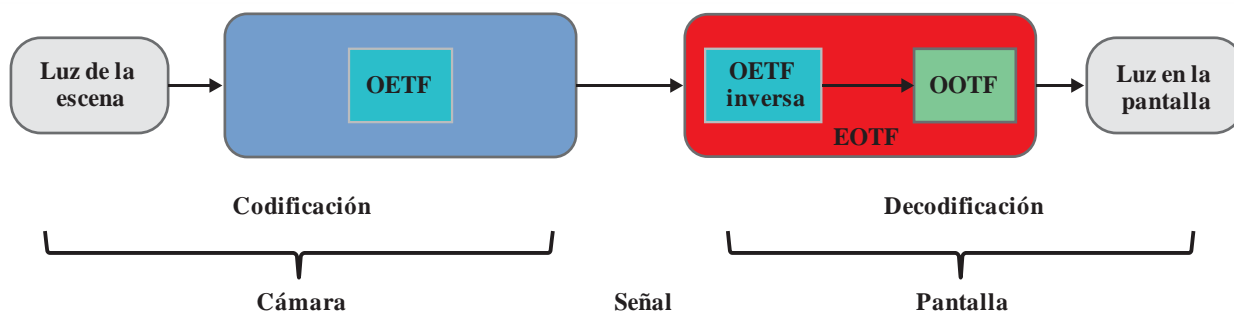 Luz de la
escena
OETF
OETF
inversa
OOTF
EOTF
Luz en la
pantalla
Codificación
Decodificación
Cámara
Señal
Pantalla